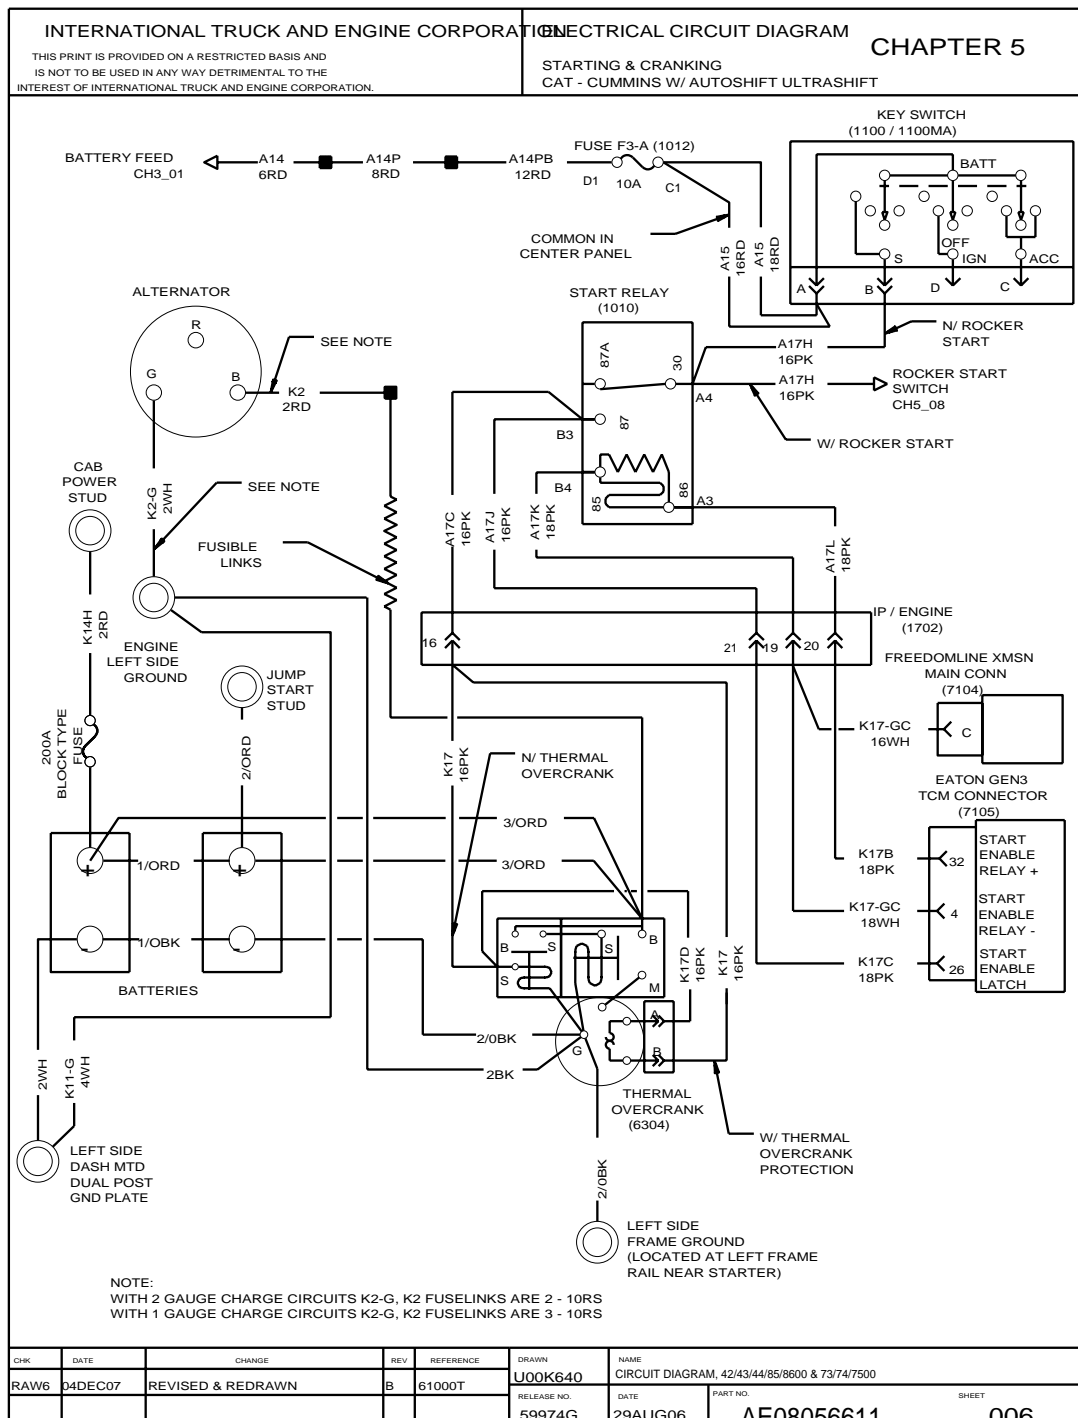 INTERNATIONAL TRUCK AND ENGINE CORPORATION
ELECTRICAL CIRCUIT DIAGRAM
CHAPTER 5
THIS PRINT IS PROVIDED ON A RESTRICTED BASIS AND
IS NOT TO BE USED IN ANY WAY DETRIMENTAL TO THE
INTEREST OF INTERNATIONAL TRUCK AND ENGINE CORPORATION.
STARTING & CRANKING
CAT - CUMMINS W/ AUTOSHIFT ULTRASHIFT
KEY SWITCH
(1100 / 1100MA)
BATTERY FEED
CH3_01
A14
6RD
A14P
8RD
A14PB
12RD
FUSE F3-A (1012)
D1
10A
C1
BATT
OFF
S
IGN
ACC
A
B
D
C
COMMON IN
CENTER PANEL
A15
16RD
A15
18RD
ALTERNATOR
R
G
B
SEE NOTE
K2
2RD
START RELAY
(1010)
87A
30
A4
87
B3
B4
85
86
A3
A17H
16PK
N/ ROCKER
START
A17H
16PK
ROCKER START
SWITCH
CH5_08
W/ ROCKER START
CAB
POWER
STUD
K2-G
2WH
SEE NOTE
FUSIBLE
LINKS
A17C
16PK
A17J
16PK
A17K
18PK
A17L
18PK
K14H
2RD
ENGINE
LEFT SIDE
GROUND
IP / ENGINE
(1702)
16
21
19
20
JUMP
START
STUD
FREEDOMLINE XMSN
MAIN CONN
(7104)
K17-GC
16WH
C
200A
BLOCK TYPE
FUSE
2/ORD
K17
16PK
N/ THERMAL
OVERCRANK
EATON GEN3
TCM CONNECTOR
(7105)
3/ORD
3/ORD
1/ORD
+
+
K17B
18PK
32
START
ENABLE
RELAY +
K17-GC
18WH
4
START
ENABLE
RELAY -
K17C
18PK
26
START
ENABLE
LATCH
1/OBK
-
-
BATTERIES
B
S
S
B
S
M
K17D
16PK
K17
16PK
2/0BK
G
A
B
2BK
2WH
K11-G
4WH
THERMAL
OVERCRANK
(6304)
W/ THERMAL
OVERCRANK
PROTECTION
LEFT SIDE
DASH MTD
DUAL POST
GND PLATE
2/0BK
LEFT SIDE
FRAME GROUND
(LOCATED AT LEFT FRAME
RAIL NEAR STARTER)
NOTE:
WITH 2 GAUGE CHARGE CIRCUITS K2-G, K2 FUSELINKS ARE 2 - 10RS
WITH 1 GAUGE CHARGE CIRCUITS K2-G, K2 FUSELINKS ARE 3 - 10RS
CHK DATE CHANGE REV REFERENCE
RAW6 04DEC07 REVISED & REDRAWN B 61000T
DRAWN
U00K640
NAME
CIRCUIT DIAGRAM, 42/43/44/85/8600 & 73/74/7500
RELEASE NO.
59974G
DATE
29AUG06
PART NO.
AE08056611
SHEET
006